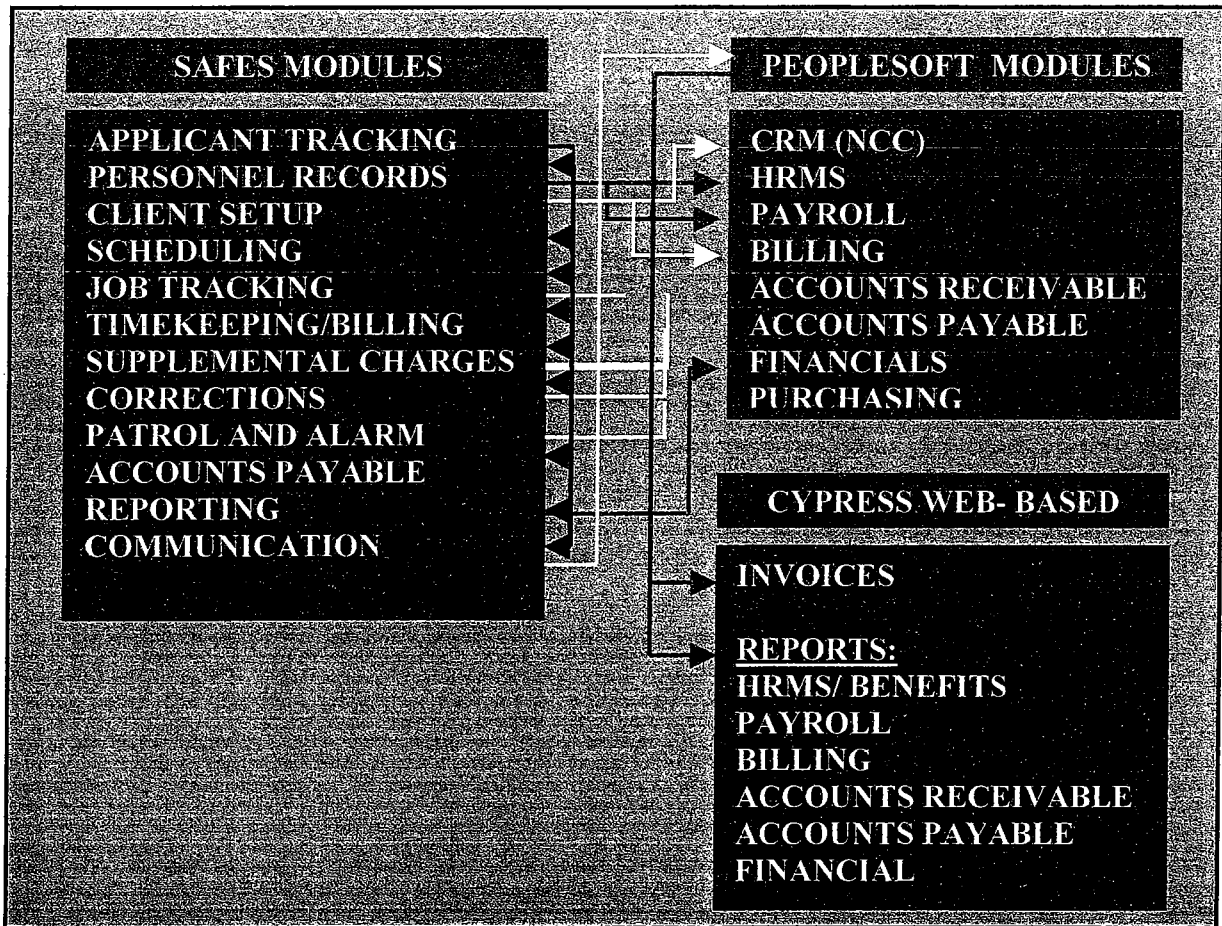 SAFES MODULES
APPLICANT TRACKING
PERSONNEL RECORDS
CLIENT SETUP
SCHEDULING
JOB TRACKING
TIMEKEEPING/BILLING
SUPPLEMENTAL CHARGES
CORRECTIONS
PATROL AND ALARM
ACCOUNTS PAYABLE
REPORTING
COMMUNICATION
PEOPLESOFT MODULES
CRM (NCC)
HRMS
PAYROLL
BILLING
ACCOUNTS RECEIVABLE
ACCOUNTS PAYABLE
FINANCIALS
PURCHASING
CYPRESS WEB- BASED
INVOICES
REPORTS:
HRMS/ BENEFITS
PAYROLL
BILLING
ACCOUNTS RECEIVABLE
ACCOUNTS PAYABLE
FINANCIAL